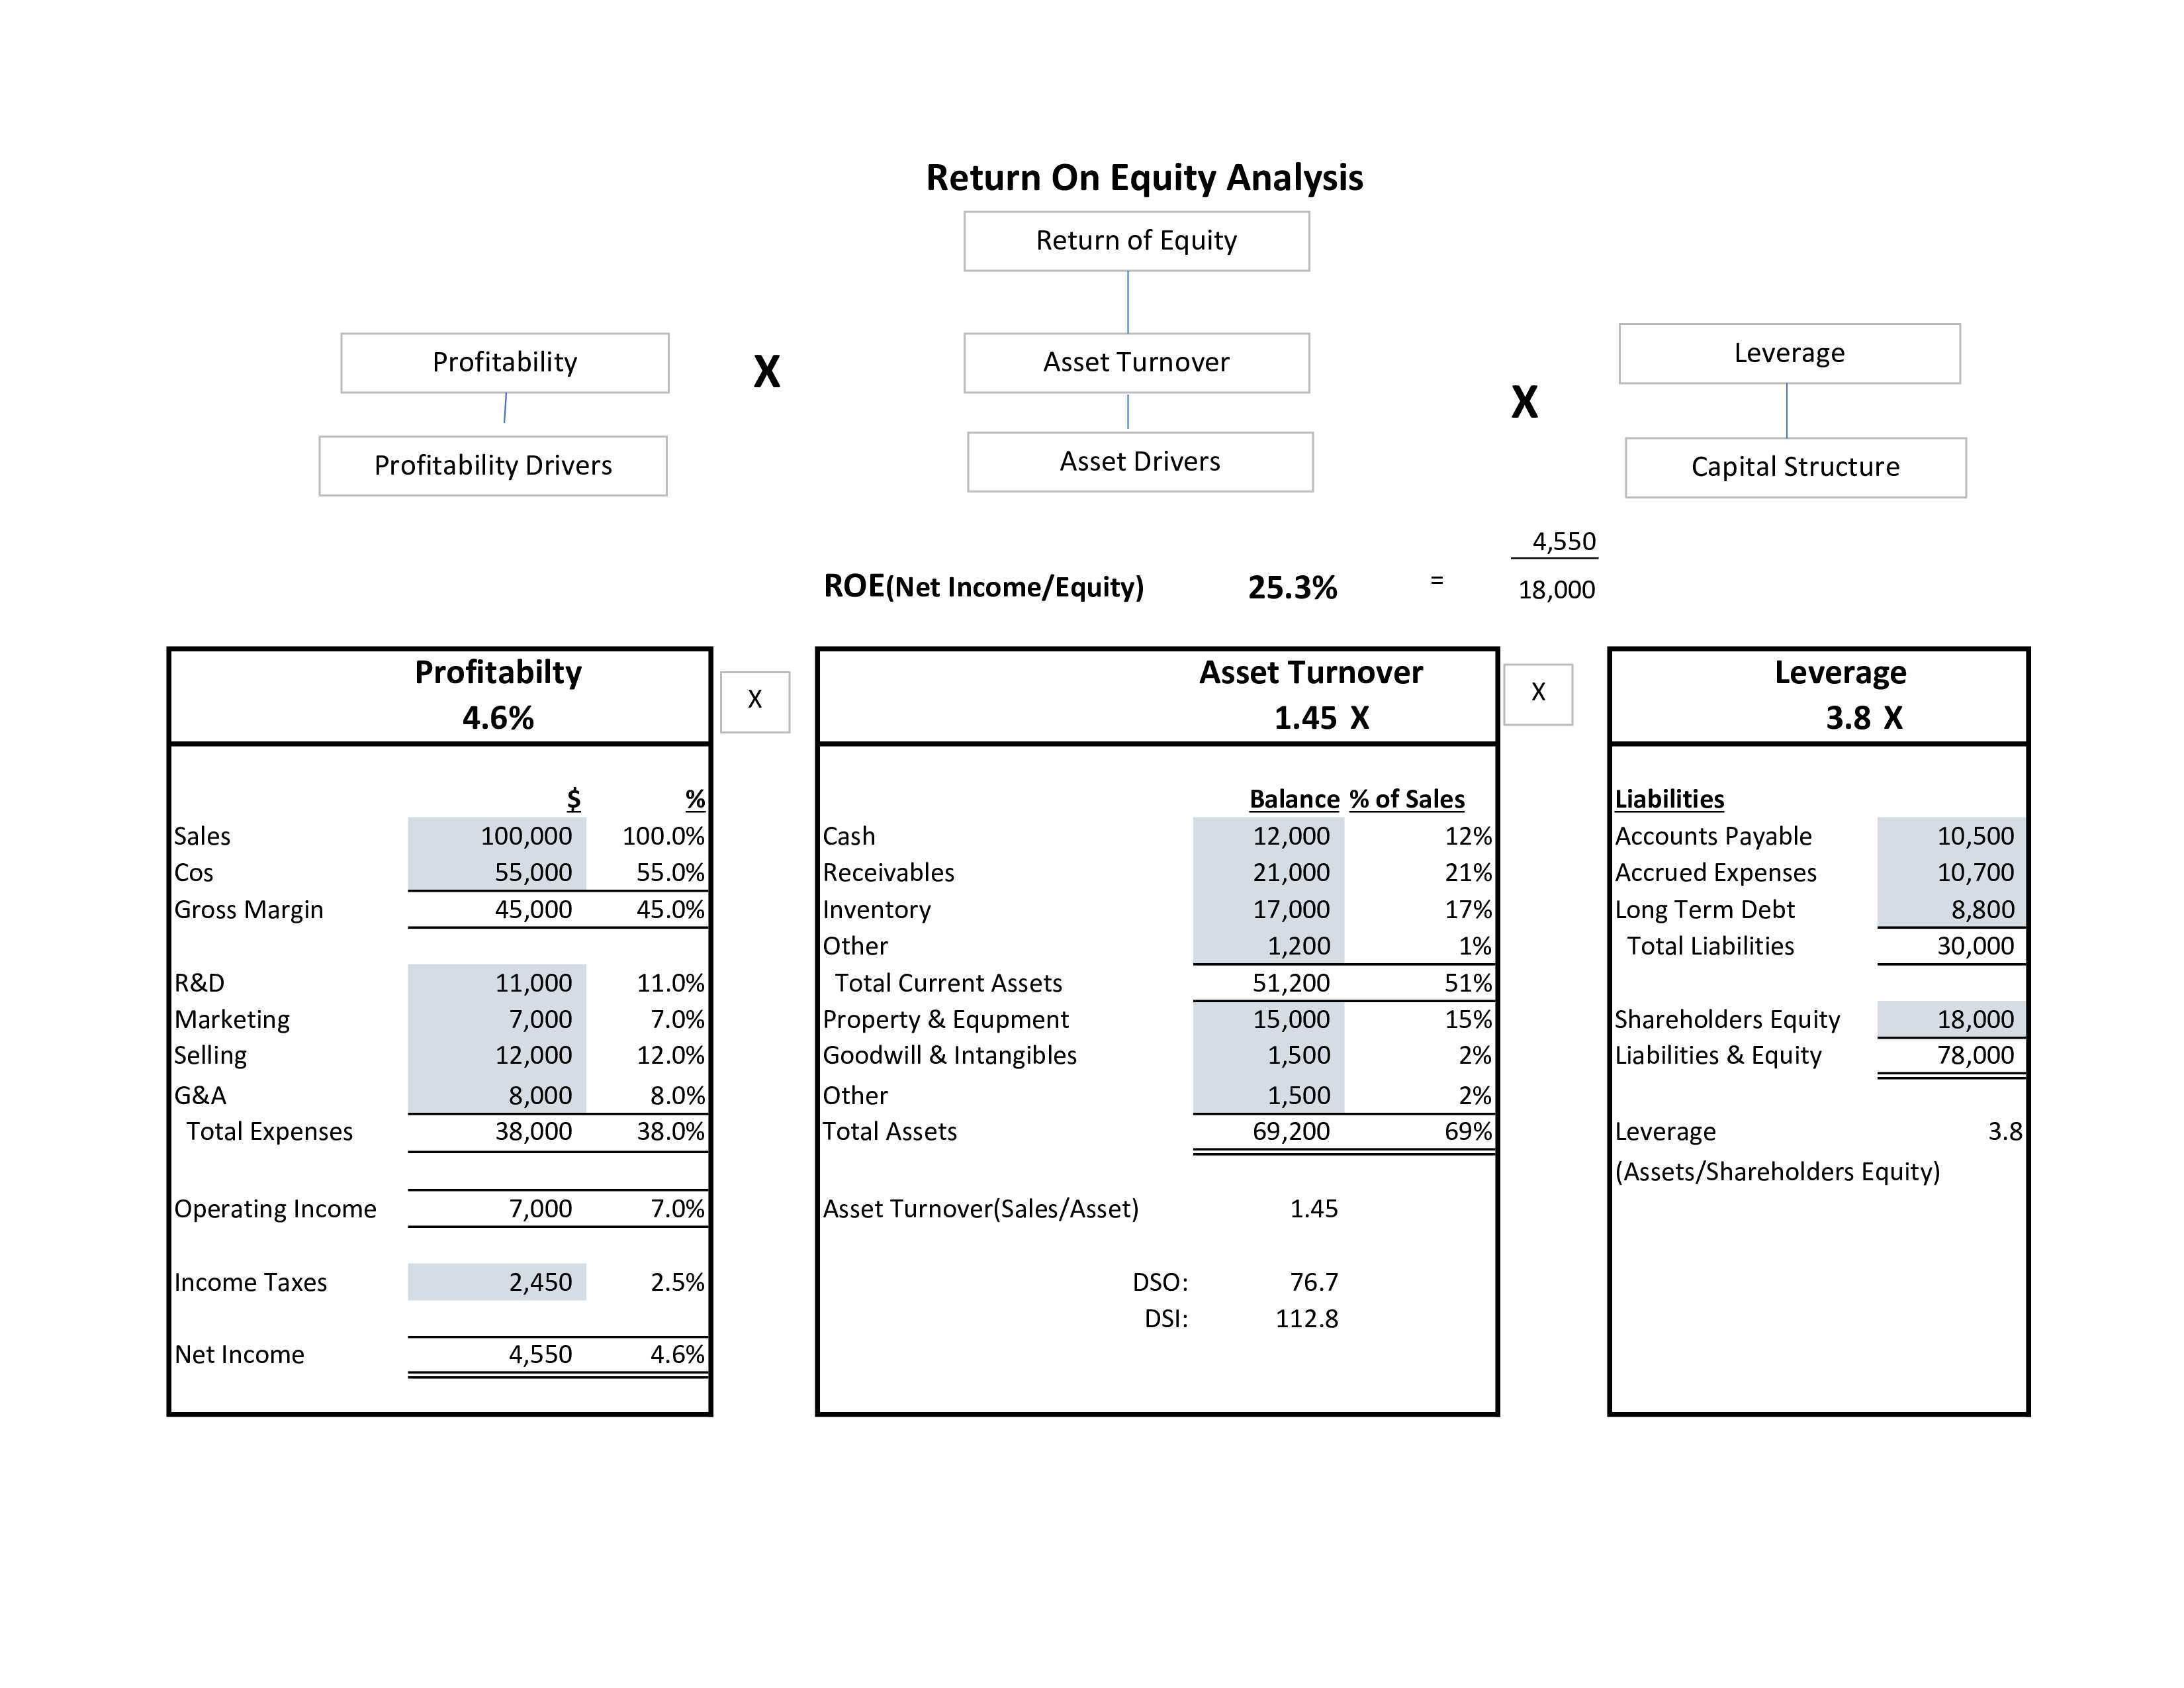 Return On Equity Analysis
Return of Equity
Profitability X Asset Turnover X Leverage
Profitability Drivers Asset Drivers Capital Structure
4,550
ROE(Net Income/Equity) 25.3% = 18,000
Profitabilty X Asset Turnover X Leverage
4.6% 1.45 X 3.8 X
$ % Balance % of Sales Liabilities
Sales 100,000 100.0% Cash 12,000 12% Accounts Payable 10,500
Cos 55,000 55.0% Receivables 21,000 21% Accrued Expenses 10,700
Gross Margin 45,000 45.0% Inventory 17,000 17% Long Term Debt 8,800
Other 1,200 1% Total Liabilities 30,000
R&D 11,000 11.0% Total Current Assets 51,200 51%
Marketing 7,000 7.0% Property & Equpment 15,000 15% Shareholders Equity 18,000
Selling 12,000 12.0% Goodwill & Intangibles 1,500 2% Liabilities & Equity 78,000
G&A 8,000 8.0% Other 1,500 2%
Total Expenses 38,000 38.0% Total Assets 69,200 69% Leverage 3.8
(Assets/Shareholders Equity)
Operating Income 7,000 7.0% Asset Turnover(Sales/Asset) 1.45
Income Taxes 2,450 2.5% DSO: 76.7
DSI: 112.8
Net Income 4,550 4.6%